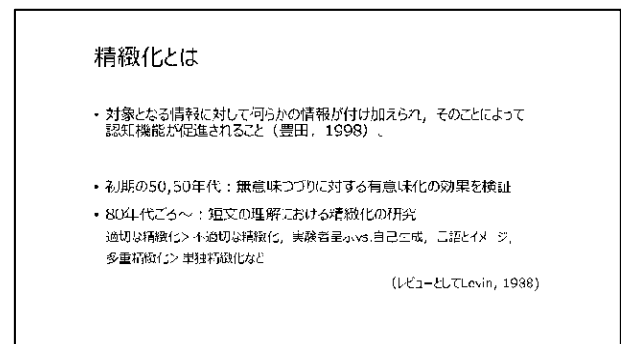 精緻化とは
・対象となる情報に対して何らかの情報が付け加えられ，そのことによって
認知機能が促進されること（豊田，1998）．
・初期の50,60年代：無意味つづりに対する有意味化の効果を検証
・80年代ごろ～：短文の理解における精緻化の研究
適切な精緻化＞不適切な精緻化，実験者呈示vs.自己生成，言語とイメージ，
多重精緻化＞単独精緻化など
（レビューとしてLevin, 1988）